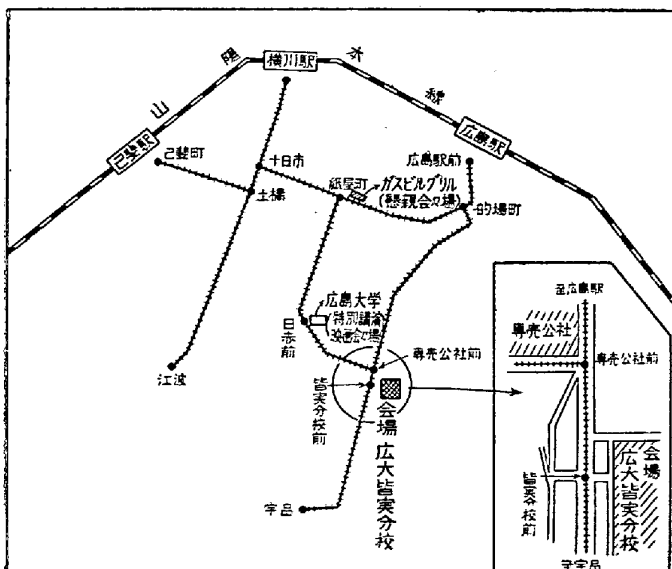 山陽本線
横川駅
己斐駅
広島駅
己斐町
十日市
土橋
紙屋町
ガスビルグリル
(懇親会々場)
広島駅前
的場町
広島大学
(特別講演
映画会々場)
日赤前
江波
専売公社前
皆実分校前
会場 広大皆実分校
宇品
至広島駅
専売公社
専売公社前
皆実分校前
会場
広大皆実分校
至宇品